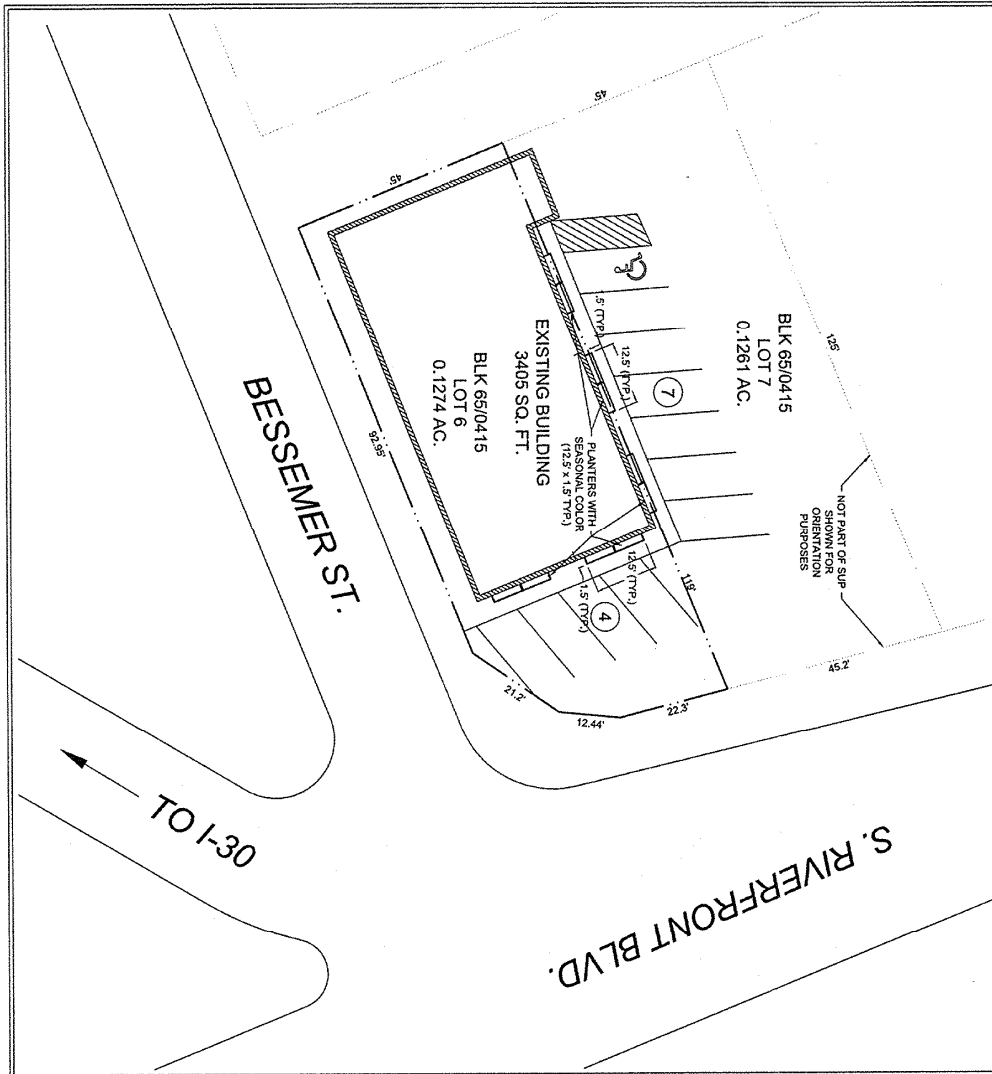 45'
45'
BLK 65/0415
LOT 7
0.1261 AC.
125'
NOT PART OF SUP
SHOWN FOR
ORIENTATION
PURPOSES
1.5' (TYP.)
12.5' (TYP.)
7
EXISTING BUILDING
3405 SQ. FT.
BLK 65/0415
LOT 6
0.1274 AC.
PLANTERS WITH
SEASONAL COLOR
(12.5' x 1.5' TYP.)
12.5' (TYP.)
1.5' (TYP.)
4
119'
92.95'
BESSEMER ST.
21.2'
12.44'
22.3'
45.2'
TO I-30
S. RIVERFRONT BLVD.